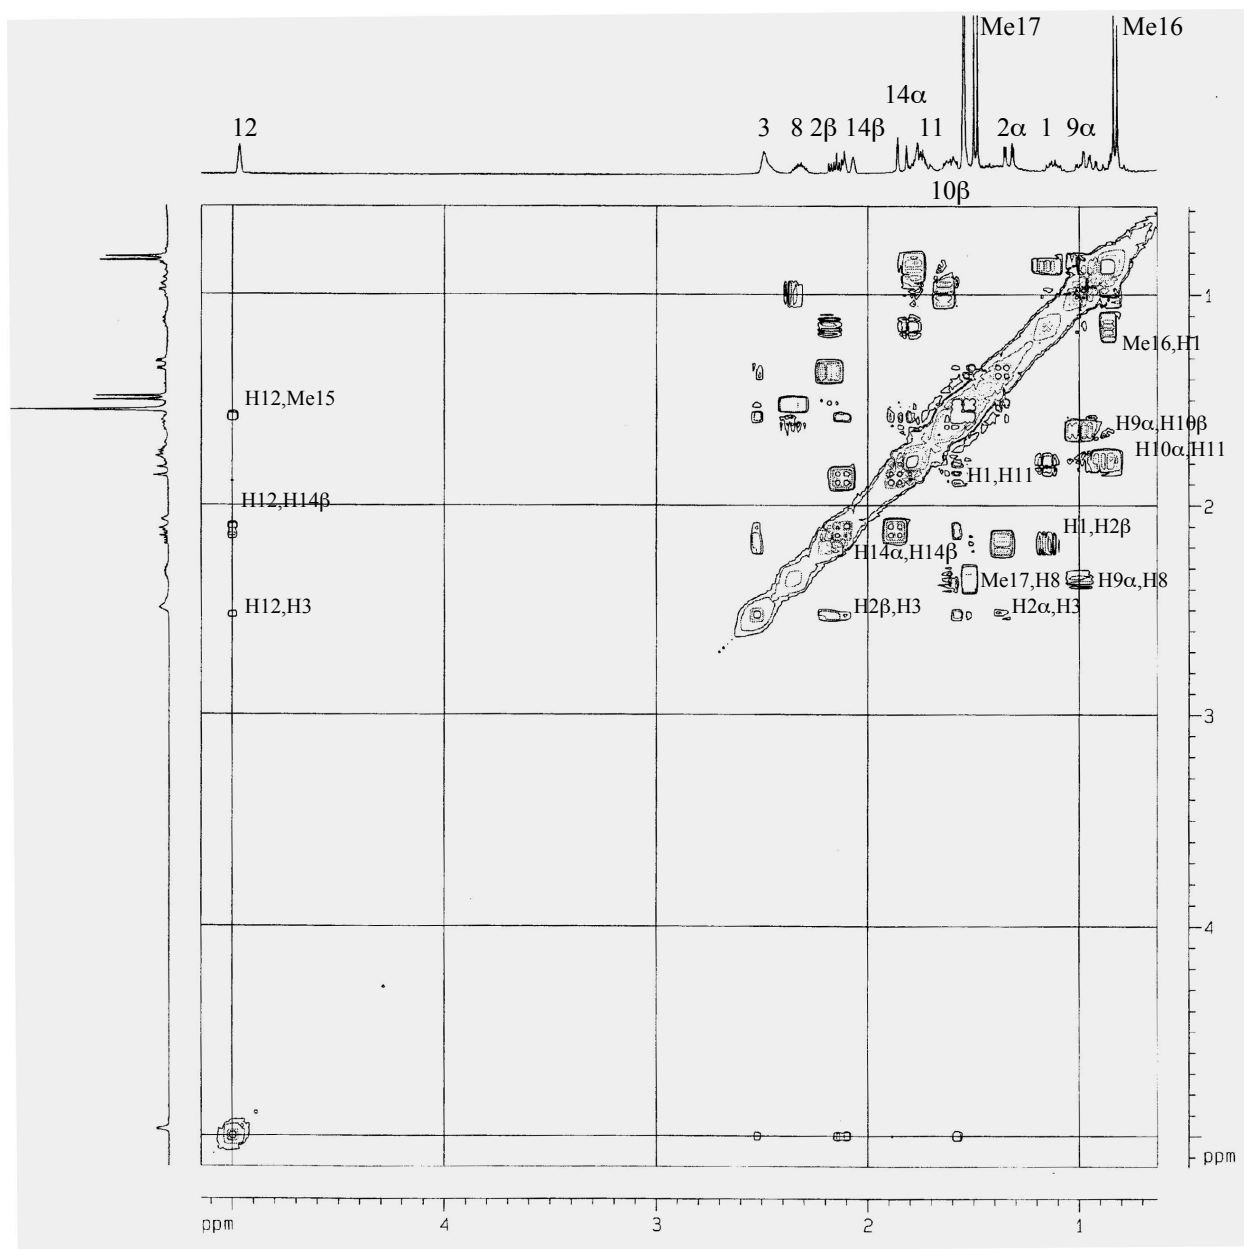 Me17 Me16
14α
12 3 8 2β 14β 11 2α 1 9α
10β
1
Me16,H1
H12,Me15
H9α,H10β
H10α,H11
H1,H11
H12,H14β
2
H1,H2β
H14α,H14β
Me17,H8 H9α,H8
H12,H3 H2β,H3 H2α,H3
3
4
ppm
ppm 4 3 2 1